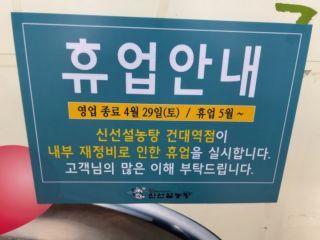 휴업안내
영업 종료 4월 29일(토) / 휴업 5월 ~
신선설농탕 건대역점이
내부 재정비로 인한 휴업을 실시합니다.
고객님의 많은 이해 부탁드립니다.
신선설농탕